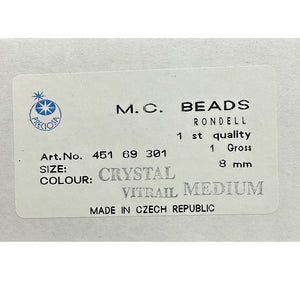 PRECIOSA
M.C. BEADS
RONDELL
1 st quality
1 Gross
Art.No. 451 69 301
8 mm
SIZE:
COLOUR: CRYSTAL
VITRAIL MEDIUM
MADE IN CZECH REPUBLIC